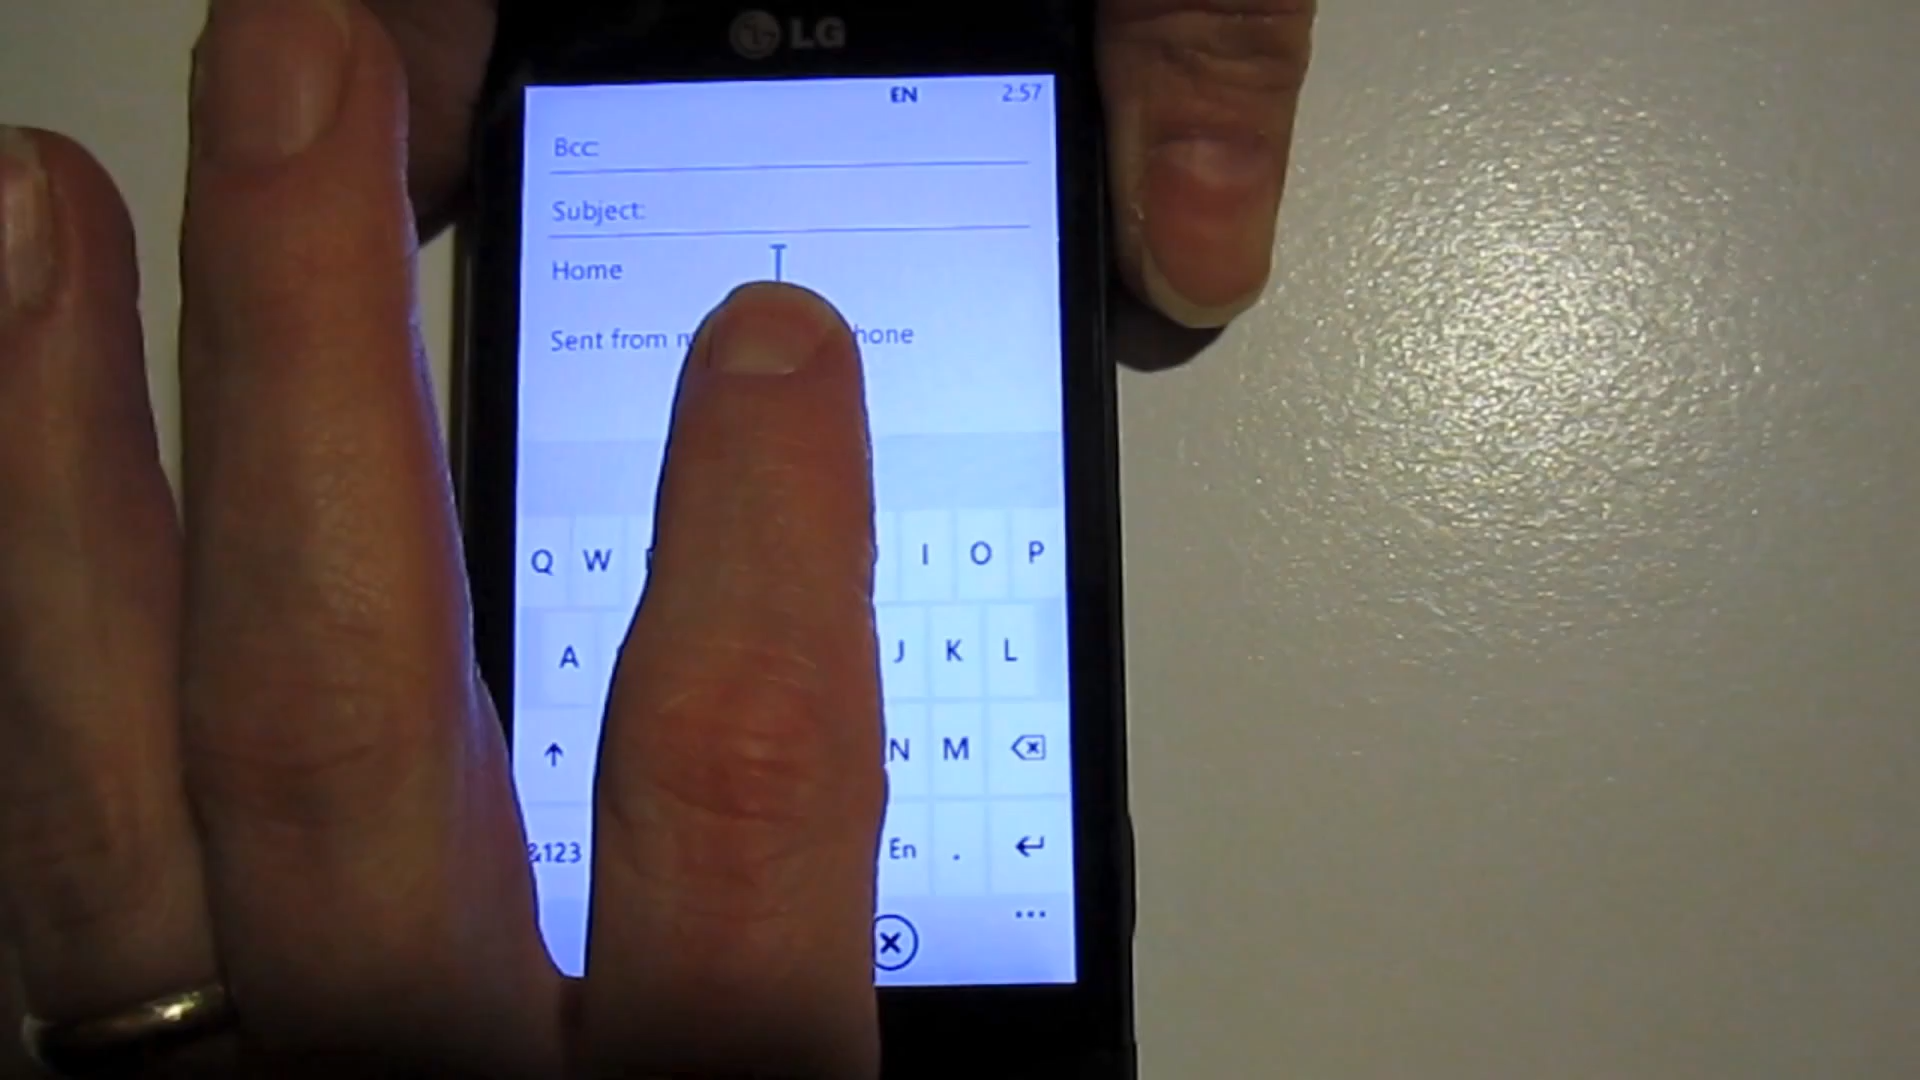 LG
EN 2:57
Bcc:
Subject:
Home
Sent from hone
Q W I O P
A J K L
N M
&123 En .